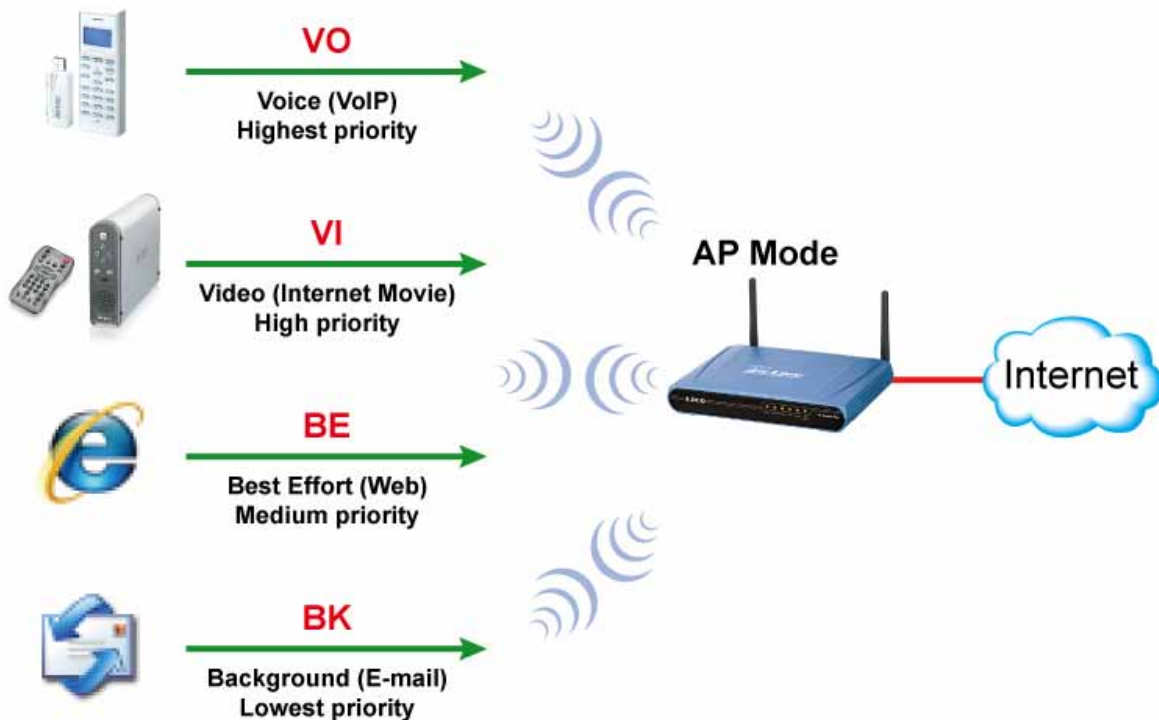 VO
Voice (VoIP)
Highest priority
VI
Video (Internet Movie)
High priority
AP Mode
Internet
BE
Best Effort (Web)
Medium priority
BK
Background (E-mail)
Lowest priority